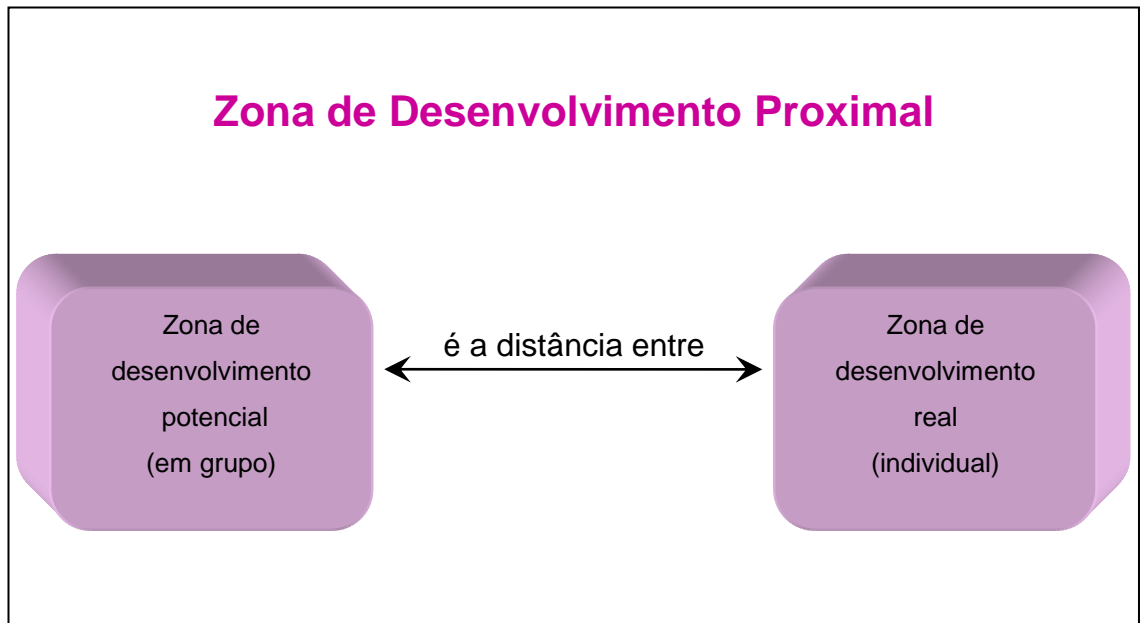 Zona de Desenvolvimento Proximal
Zona de
desenvolvimento
potencial
(em grupo)
é a distância entre
Zona de
desenvolvimento
real
(individual)